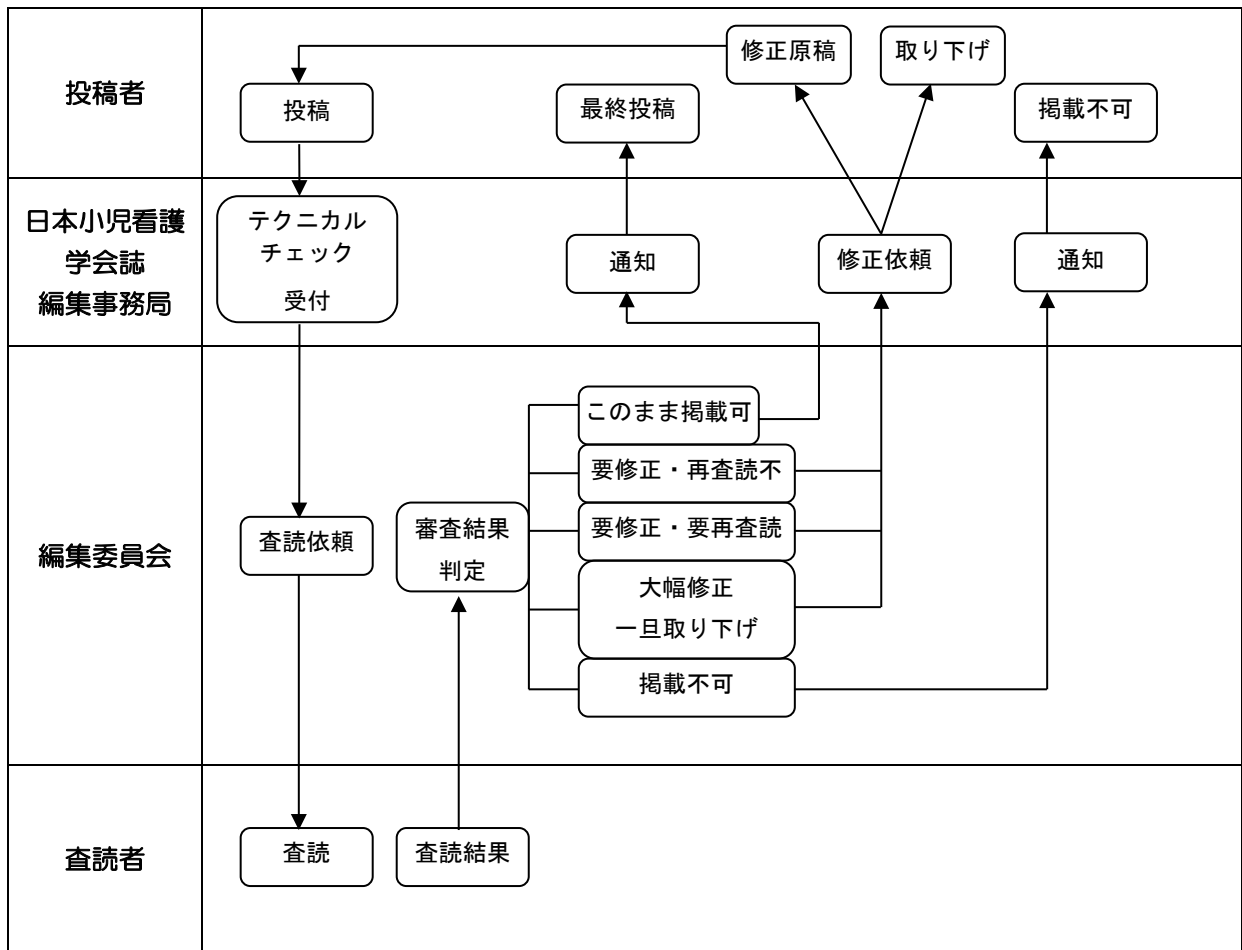 投稿者
修正原稿
取り下げ
投稿
最終投稿
掲載不可
日本小児看護
学会誌
編集事務局
テクニカル
チェック
受付
通知
修正依頼
通知
編集委員会
このまま掲載可
要修正・再査読不
要修正・要再査読
大幅修正
一旦取り下げ
掲載不可
査読依頼
審査結果
判定
査読者
査読
査読結果